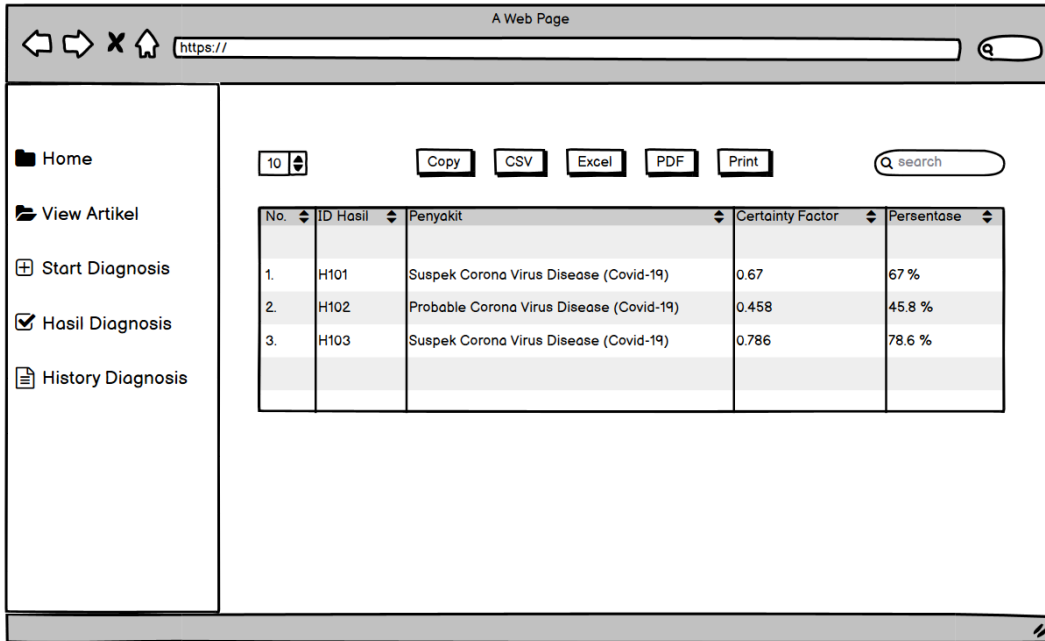 A Web Page
https://
Home
View Artikel
Start Diagnosis
Hasil Diagnosis
History Diagnosis
10 Copy CSV Excel PDF Print search
No. ID Hasil Penyakit Certainty Factor Persentase
1. H101 Suspek Corona Virus Disease (Covid-19) 0.67 67 %
2. H102 Probable Corona Virus Disease (Covid-19) 0.458 45.8 %
3. H103 Suspek Corona Virus Disease (Covid-19) 0.786 78.6 %